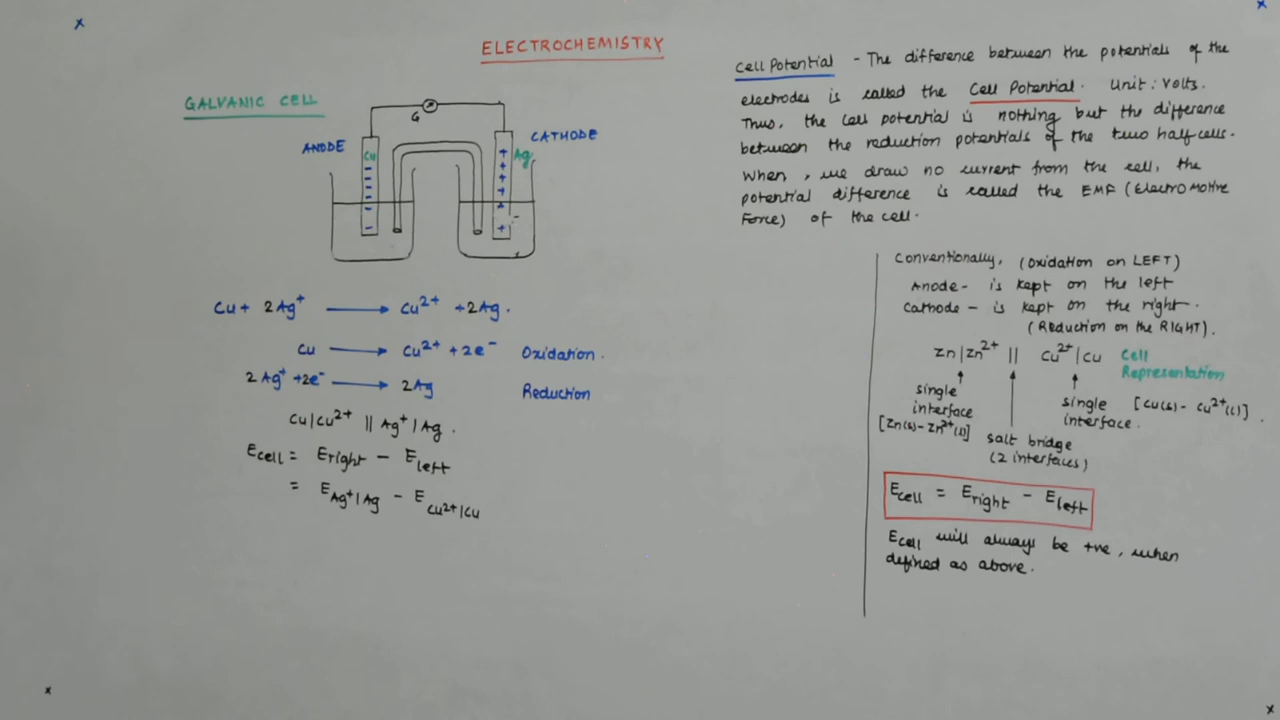 ELECTROCHEMISTRY
GALVANIC CELL
G
ANODE
CATHODE
Cu
Ag
Cu + 2Ag⁺ ⟶ Cu²⁺ + 2Ag.
Cu ⟶ Cu²⁺ + 2e⁻ Oxidation.
2Ag⁺ + 2e⁻ ⟶ 2Ag Reduction
Cu|Cu²⁺ || Ag⁺|Ag.
Ecell = Eright - Eleft
= EAg⁺|Ag - ECu²⁺|Cu
Cell Potential - The difference between the potentials of the
electrodes is called the Cell Potential. Unit: Volts.
Thus, the cell potential is nothing but the difference
between the reduction potentials of the two half cells.
When, we draw no current from the cell, the
potential difference is called the EMF (Electro Motive
Force) of the cell.
Conventionally, (Oxidation on LEFT)
Anode - is kept on the left
Cathode - is kept on the right.
(Reduction on the RIGHT).
Zn|Zn²⁺ || Cu²⁺|Cu Cell
Representation
single
interface
[Zn(s)-Zn²⁺(l)]
single
interface.
[Cu(s)-Cu²⁺(l)].
salt bridge
(2 interfaces)
Ecell = Eright - Eleft
Ecell will always be +ve, when
defined as above.